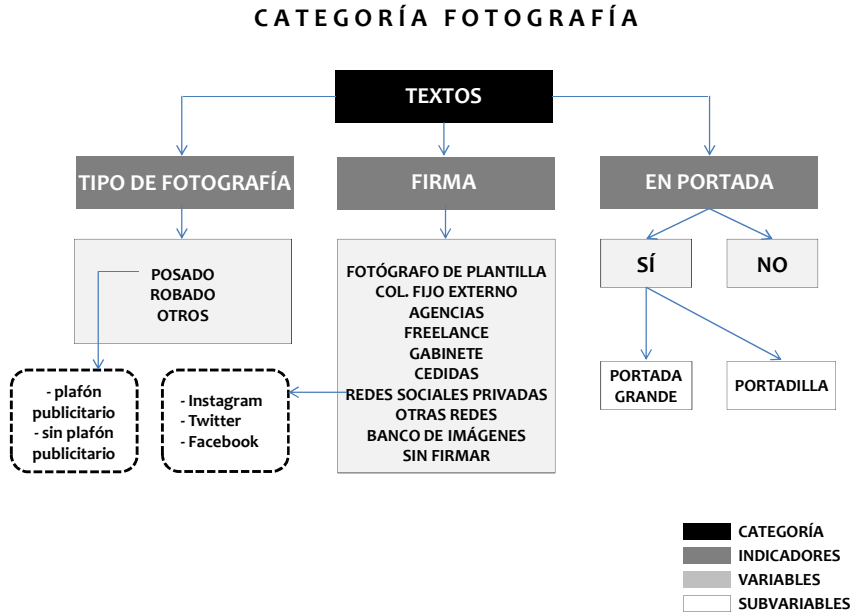 CATEGORÍA FOTOGRAFÍA
TEXTOS
TIPO DE FOTOGRAFÍA
FIRMA
EN PORTADA
POSADO
ROBADO
OTROS
FOTÓGRAFO DE PLANTILLA
COL. FIJO EXTERNO
AGENCIAS
FREELANCE
GABINETE
CEDIDAS
REDES SOCIALES PRIVADAS
OTRAS REDES
BANCO DE IMÁGENES
SIN FIRMAR
SÍ
NO
- plafón
publicitario
- sin plafón
publicitario
- Instagram
- Twitter
- Facebook
PORTADA
GRANDE
PORTADILLA
CATEGORÍA
INDICADORES
VARIABLES
SUBVARIABLES